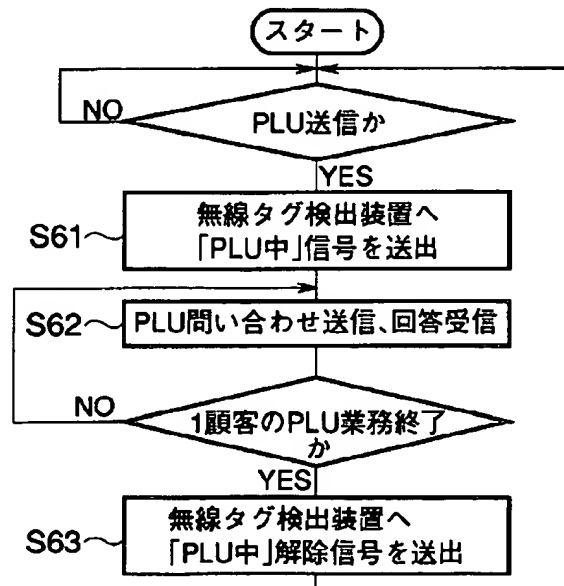 スタート
NO
PLU送信か
YES
無線タグ検出装置へ
S61
「PLU中」信号を送出
S62
PLU問い合わせ送信、回答受信
NO
1顧客のPLU業務終了
か
YES
無線タグ検出装置へ
S63
「PLU中」解除信号を送出